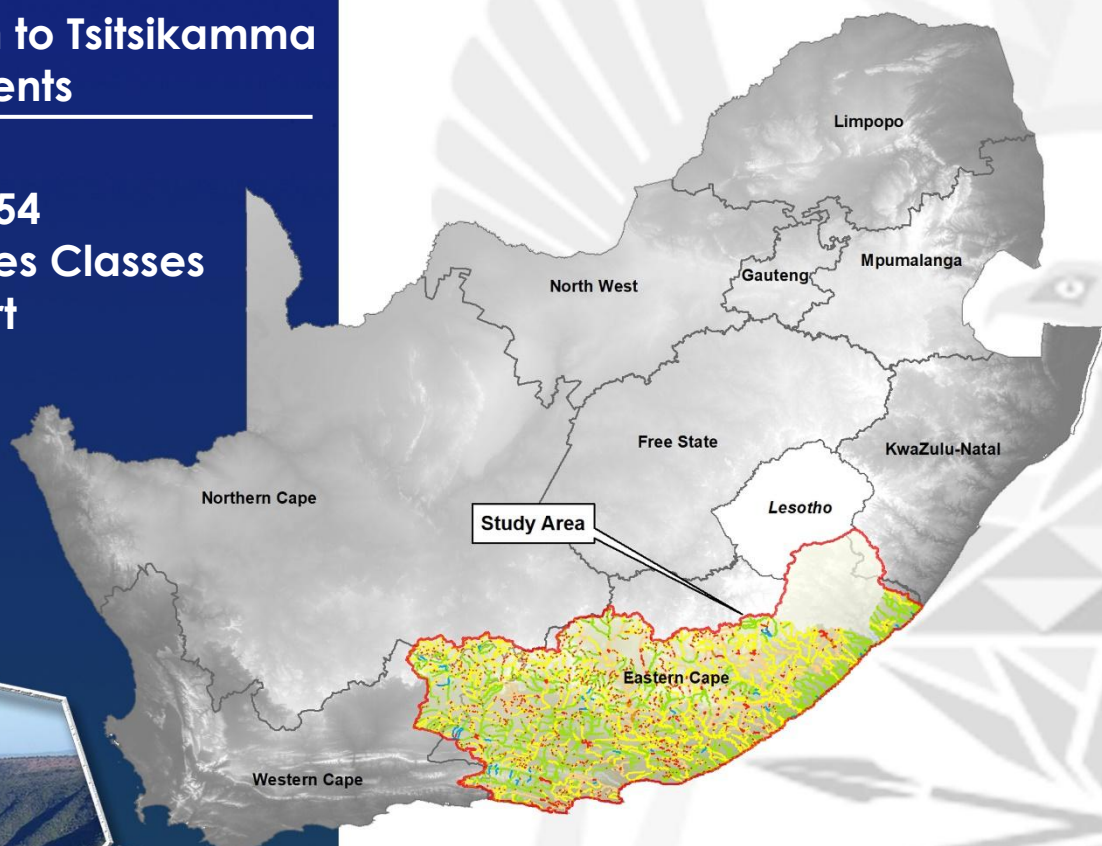 n to Tsitsikamma
ents
54
es Classes
rt
Limpopo
Mpumalanga
Gauteng
North West
Free State
KwaZulu-Natal
Northern Cape
Lesotho
Study Area
Eastern Cape
Western Cape